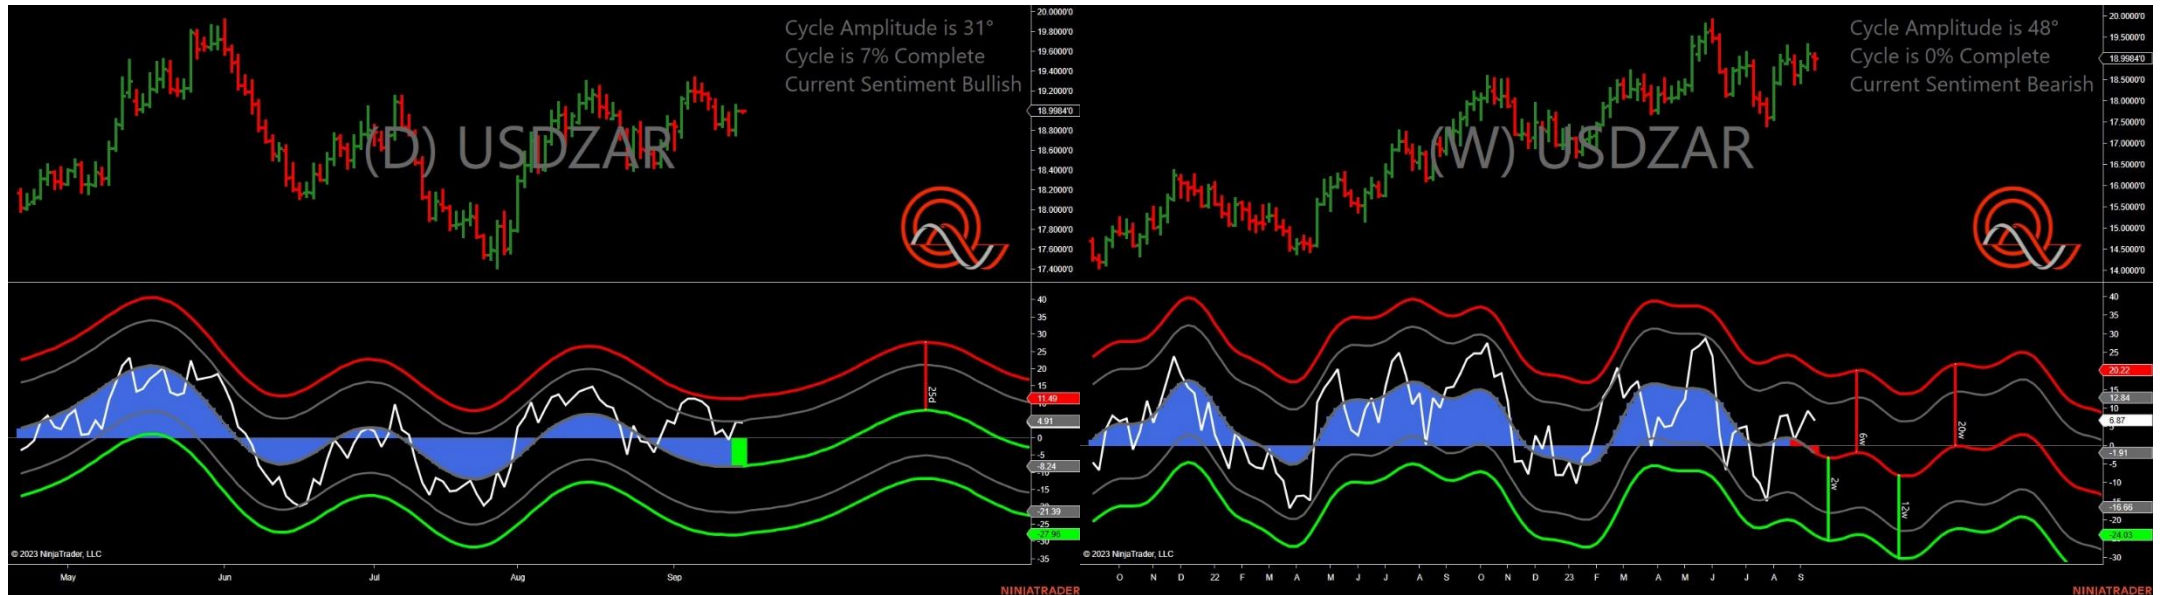 Cycle Amplitude is 31°
Cycle is 7% Complete
Current Sentiment Bullish
(D) USDZAR
20.0000'0
19.8000'0
19.6000'0
19.4000'0
19.2000'0
18.9984'0
18.8000'0
18.6000'0
18.4000'0
18.2000'0
18.0000'0
17.8000'0
17.6000'0
17.4000'0
40
35
30
25
20
15
11.49
4.91
0
-5
-8.24
-15
-21.39
-25
-27.96
-35
25d
© 2023 NinjaTrader, LLC
May
Jun
Jul
Aug
Sep
NINJATRADER
Cycle Amplitude is 48°
Cycle is 0% Complete
Current Sentiment Bearish
(W) USDZAR
20.0000'0
19.5000'0
18.9984'0
18.5000'0
18.0000'0
17.5000'0
17.0000'0
16.5000'0
16.0000'0
15.5000'0
15.0000'0
14.5000'0
14.0000'0
40
35
30
25
20.22
15
12.84
10
6.87
0
-1.91
-5
-10
-16.66
-20
-24.03
-30
6w
20w
2w
12w
© 2023 NinjaTrader, LLC
O
N
D
22
F
M
A
M
J
J
A
S
O
N
D
23
F
M
A
M
J
J
A
S
NINJATRADER